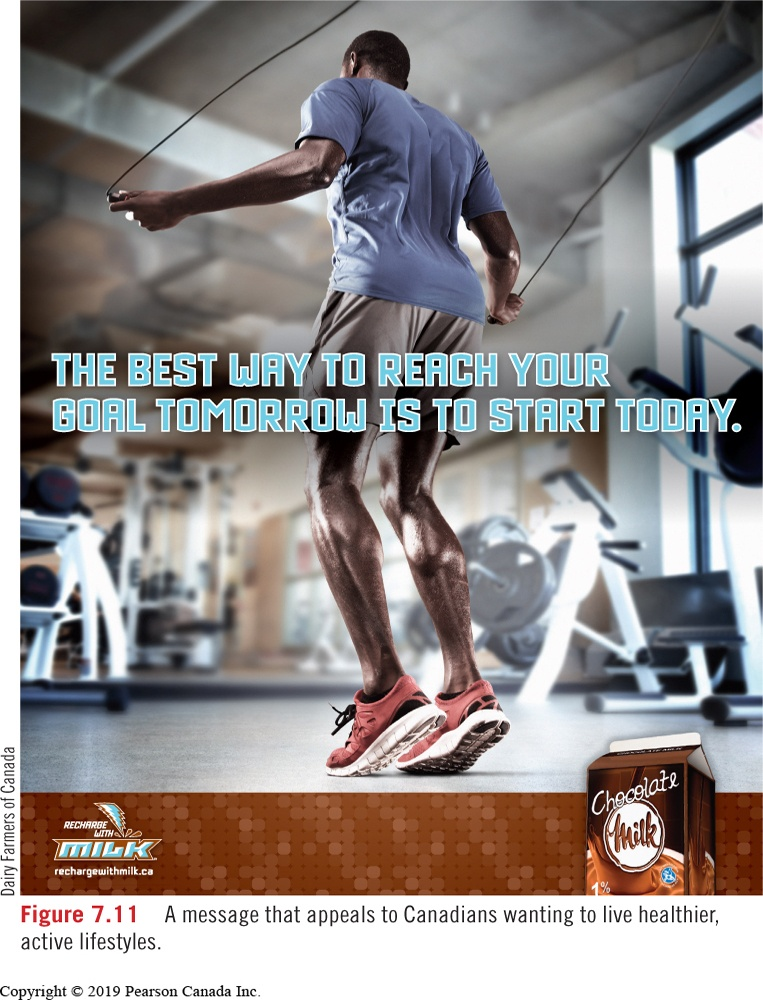 THE BEST WAY TO REACH YOUR
GOAL TOMORROW IS TO START TODAY.
Dairy Farmers of Canada
RECHARGE
WITH
MILK
rechargewithmilk.ca
CHOCOLATE MILK
Chocolate
Milk
1%
Figure 7.11 A message that appeals to Canadians wanting to live healthier,
active lifestyles.
Copyright © 2019 Pearson Canada Inc.